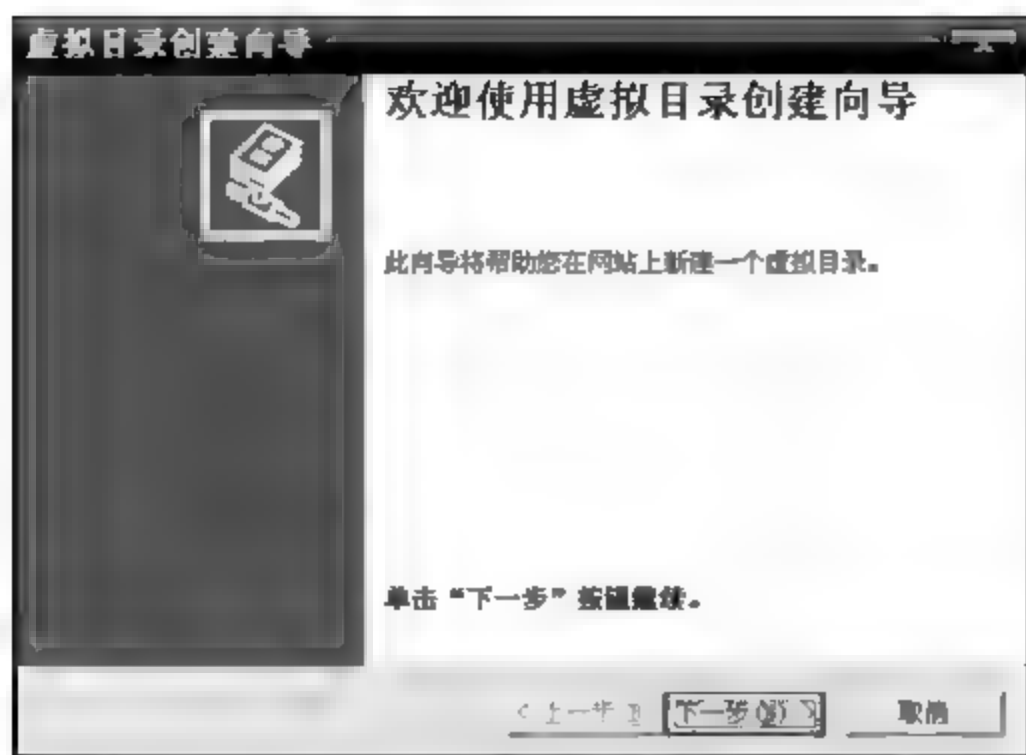 虚拟目录创建向导
欢迎使用虚拟目录创建向导
此向导将帮助您在网站上新建一个虚拟目录。
单击“下一步”按钮继续。
< 上一步 B
下一步(N) >
取消